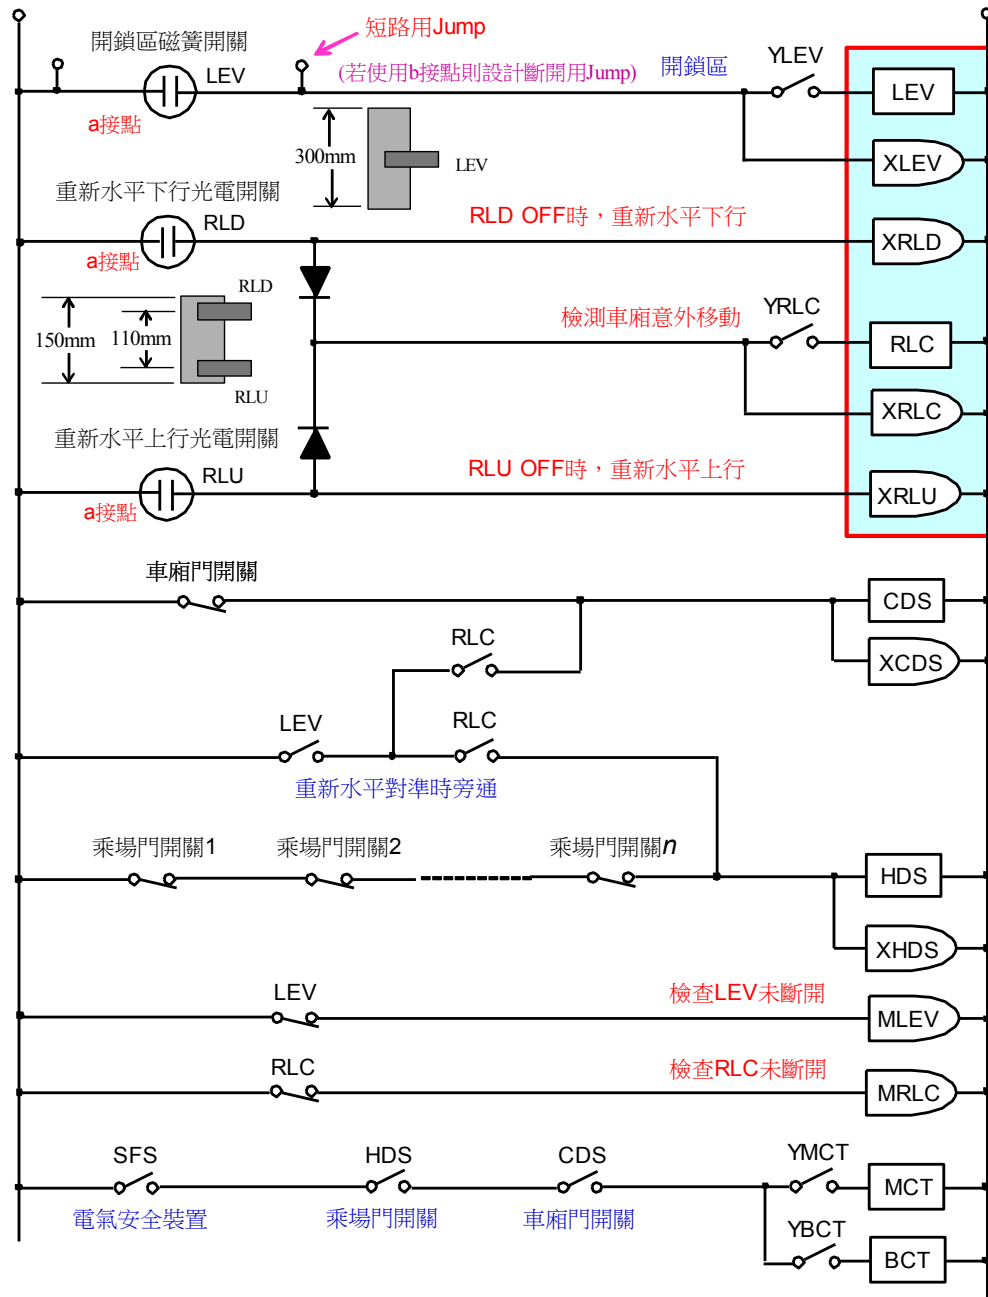 短路用Jump
開鎖區磁簧開關
LEV
(若使用b接點則設計斷開用Jump)
開鎖區
YLEV
LEV
a接點
300mm
LEV
XLEV
重新水平下行光電開關
RLD
RLD OFF時，重新水平下行
XRLD
a接點
RLD
150mm
110mm
檢測車廂意外移動
YRLC
RLC
RLU
XRLC
重新水平上行光電開關
RLU
RLU OFF時，重新水平上行
XRLU
a接點
車廂門開關
CDS
RLC
XCDS
LEV
RLC
重新水平對準時旁通
乘場門開關1
乘場門開關2
乘場門開關n
HDS
XHDS
LEV
檢查LEV未斷開
MLEV
RLC
檢查RLC未斷開
MRLC
SFS
HDS
CDS
YMCT
MCT
電氣安全裝置
乘場門開關
車廂門開關
YBCT
BCT